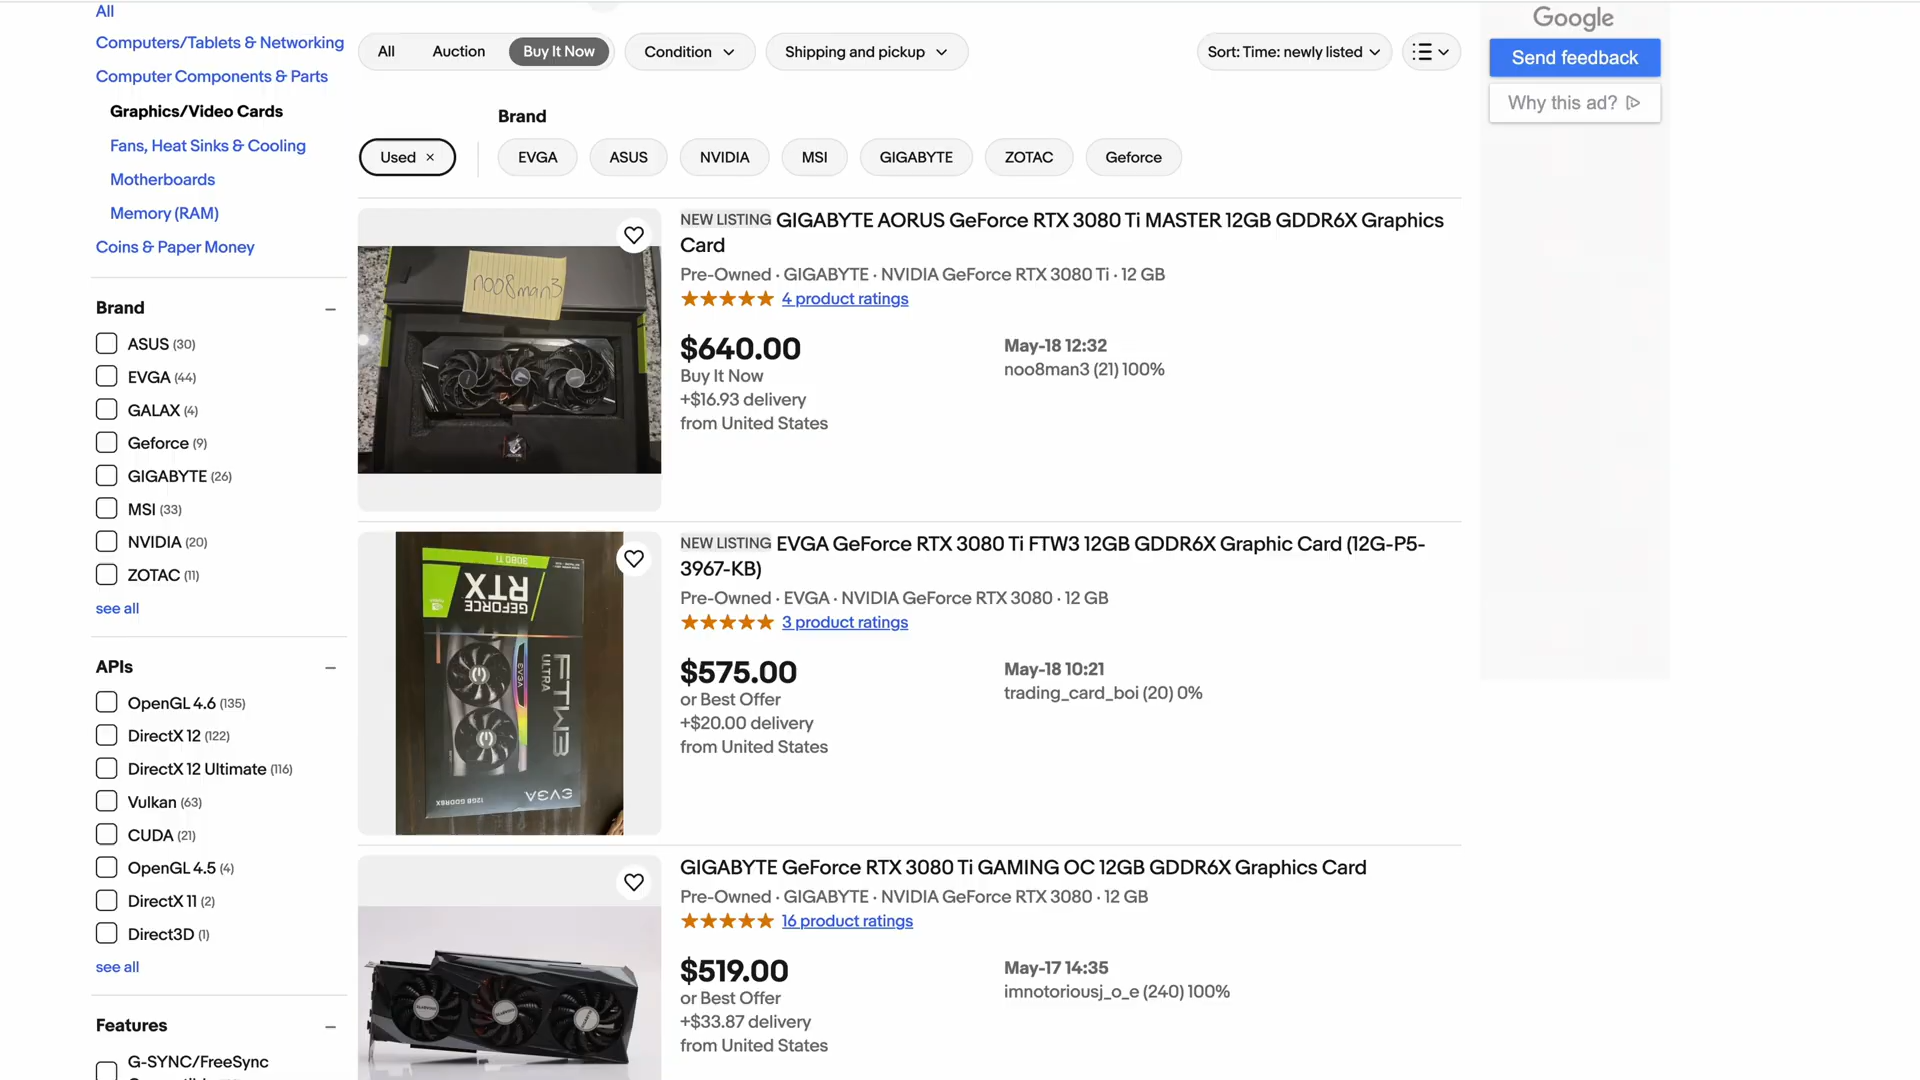 All
Computers/Tablets & Networking
Computer Components & Parts
Graphics/Video Cards
Fans, Heat Sinks & Cooling
Motherboards
Memory (RAM)
Coins & Paper Money
Brand
ASUS (30)
EVGA (44)
GALAX (4)
Geforce (9)
GIGABYTE (26)
MSI (33)
NVIDIA (20)
ZOTAC (11)
see all
APIs
OpenGL 4.6 (135)
DirectX 12 (122)
DirectX 12 Ultimate (116)
Vulkan (63)
CUDA (21)
OpenGL 4.5 (4)
DirectX 11 (2)
Direct3D (1)
see all
Features
G-SYNC/FreeSync
All Auction Buy It Now Condition Shipping and pickup Sort: Time: newly listed
Brand
Used × EVGA ASUS NVIDIA MSI GIGABYTE ZOTAC Geforce
noo8man3
NEW LISTING GIGABYTE AORUS GeForce RTX 3080 Ti MASTER 12GB GDDR6X Graphics
Card
Pre-Owned · GIGABYTE · NVIDIA GeForce RTX 3080 Ti · 12 GB
4 product ratings
$640.00
Buy It Now
+$16.93 delivery
from United States
May-18 12:32
noo8man3 (21) 100%
3080 Ti
GEFORCE
RTX
EVGA
FTW3
ULTRA
12GB GDDR6X
EVGA
NEW LISTING EVGA GeForce RTX 3080 Ti FTW3 12GB GDDR6X Graphic Card (12G-P5-
3967-KB)
Pre-Owned · EVGA · NVIDIA GeForce RTX 3080 · 12 GB
3 product ratings
$575.00
or Best Offer
+$20.00 delivery
from United States
May-18 10:21
trading_card_boi (20) 0%
GIGABYTE GeForce RTX 3080 Ti GAMING OC 12GB GDDR6X Graphics Card
Pre-Owned · GIGABYTE · NVIDIA GeForce RTX 3080 · 12 GB
16 product ratings
$519.00
or Best Offer
+$33.87 delivery
from United States
May-17 14:35
imnotoriousj_o_e (240) 100%
Google
Send feedback
Why this ad?